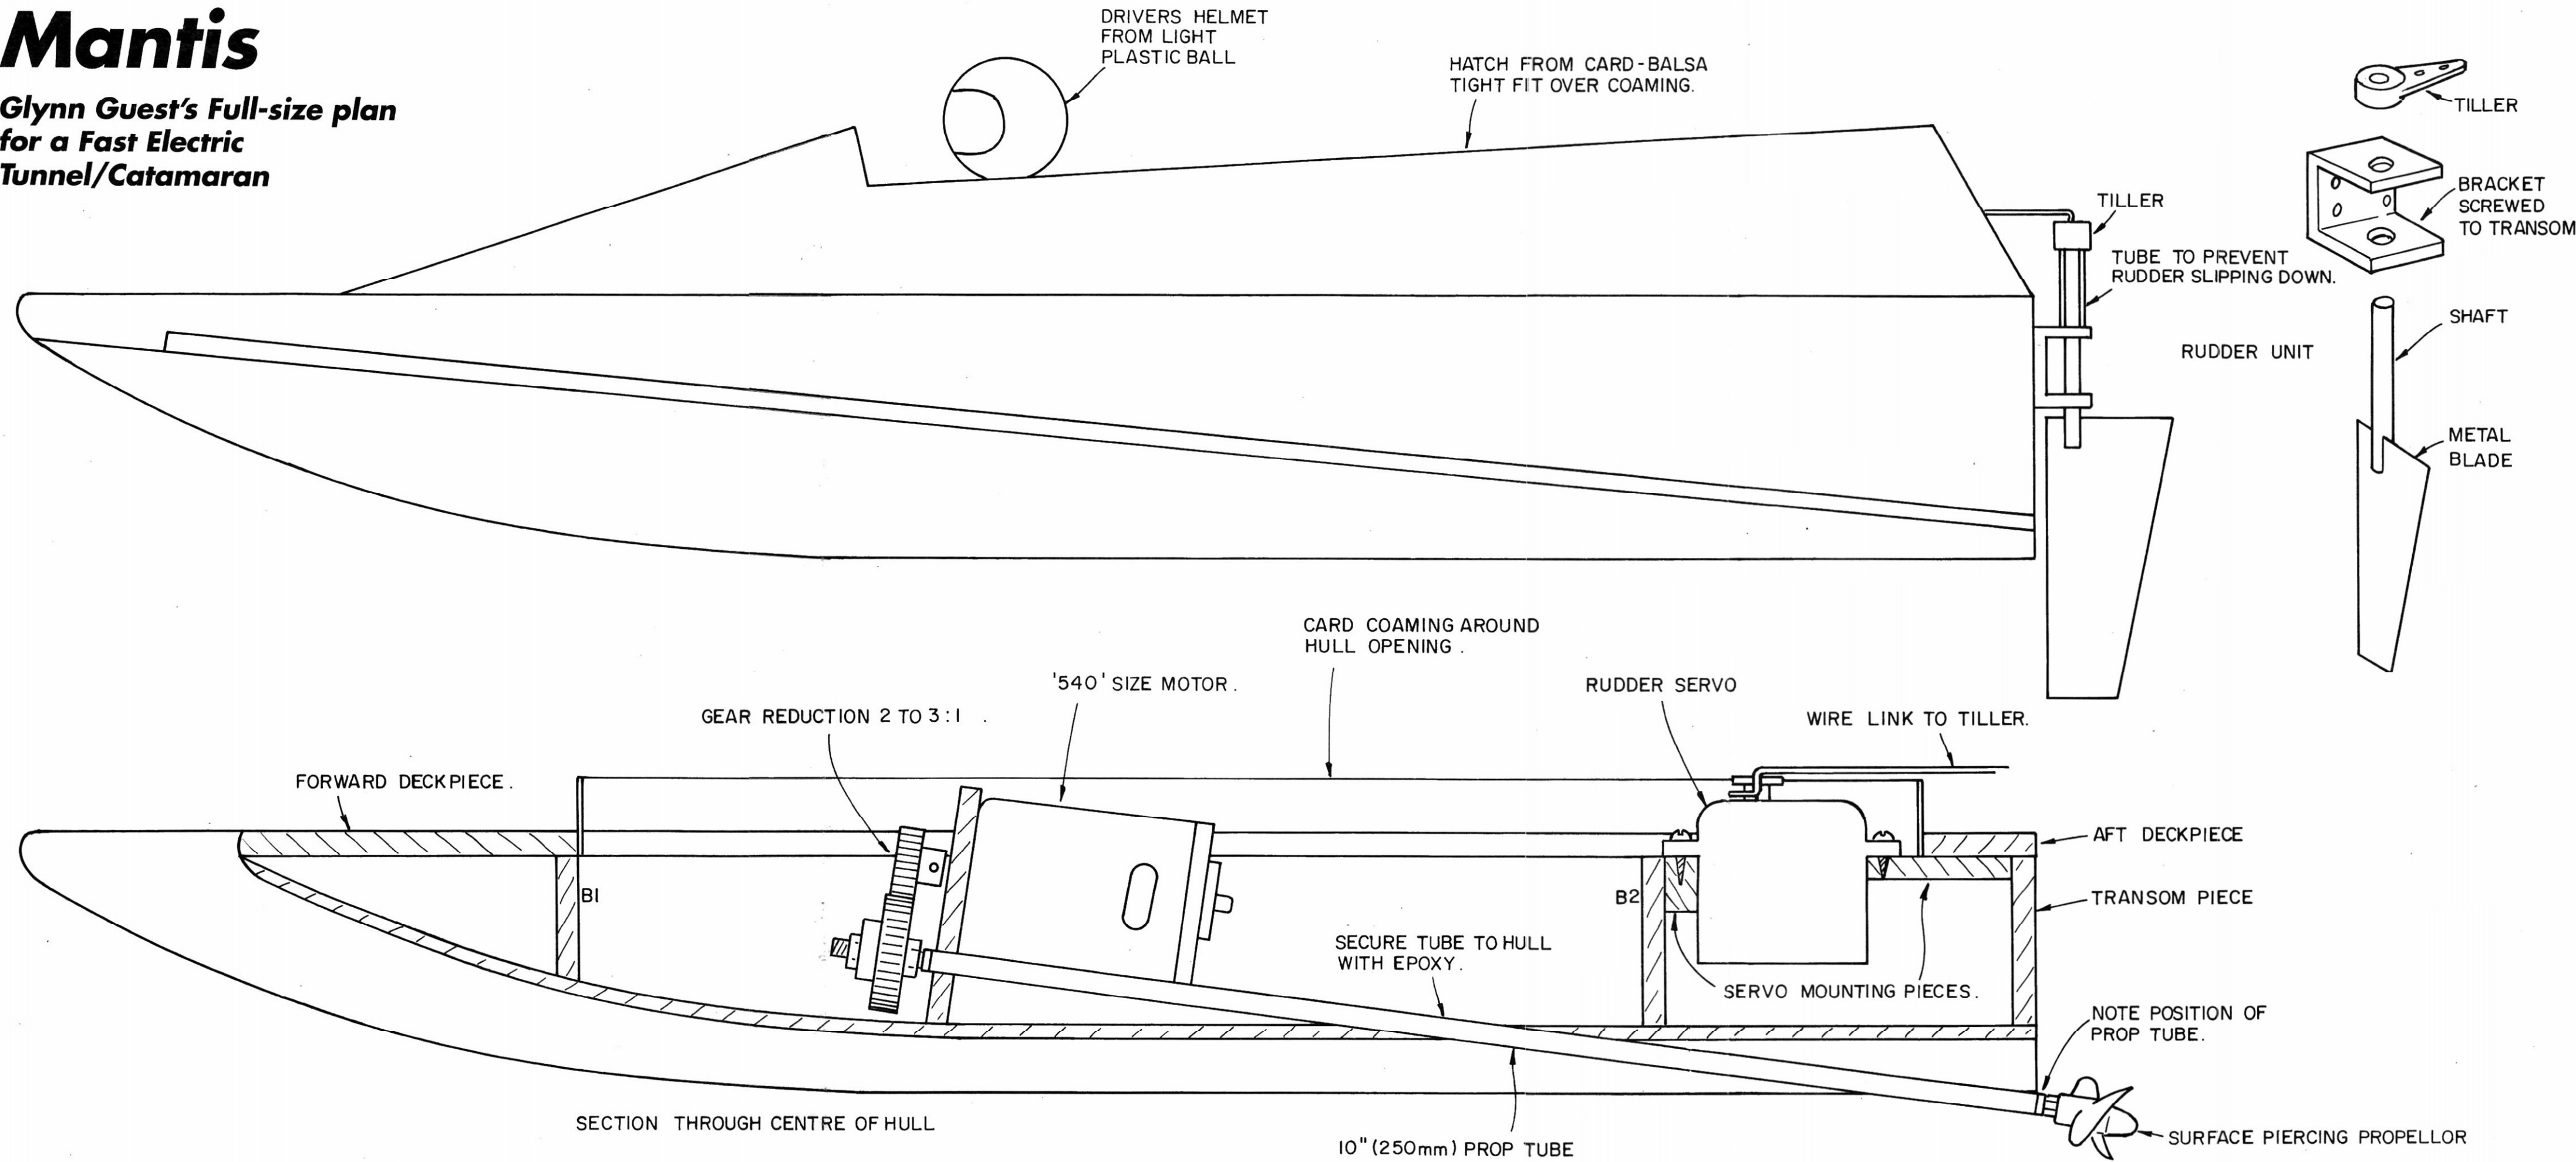 Mantis
Glynn Guest's Full-size plan
for a Fast Electric
Tunnel/Catamaran
DRIVERS HELMET
FROM LIGHT
PLASTIC BALL
HATCH FROM CARD-BALSA
TIGHT FIT OVER COAMING.
TILLER
BRACKET
SCREWED
TO TRANSOM
TILLER
TUBE TO PREVENT
RUDDER SLIPPING DOWN.
SHAFT
RUDDER UNIT
METAL
BLADE
CARD COAMING AROUND
HULL OPENING.
'540' SIZE MOTOR.
RUDDER SERVO
GEAR REDUCTION 2 TO 3:1.
WIRE LINK TO TILLER.
FORWARD DECKPIECE.
AFT DECKPIECE
B1
B2
TRANSOM PIECE
SECURE TUBE TO HULL
WITH EPOXY.
SERVO MOUNTING PIECES.
NOTE POSITION OF
PROP TUBE.
SECTION THROUGH CENTRE OF HULL
10" (250mm) PROP TUBE
SURFACE PIERCING PROPELLOR